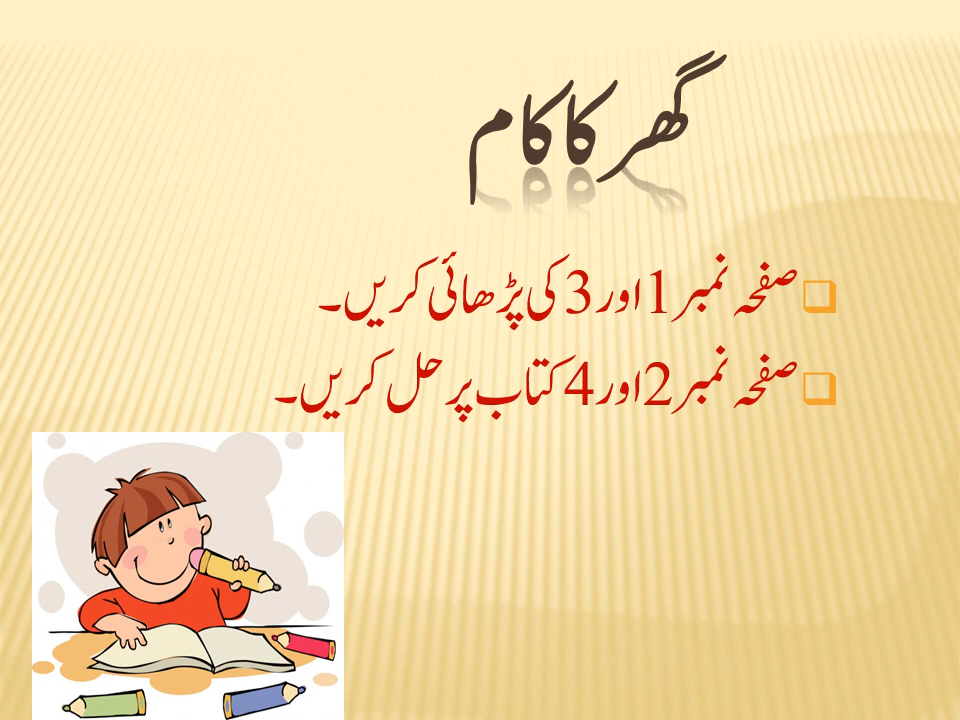 گھر کا کام
صفحہ نمبر 1 اور 3 کی پڑھائی کریں۔
صفحہ نمبر 2 اور 4 کتاب پر حل کریں۔